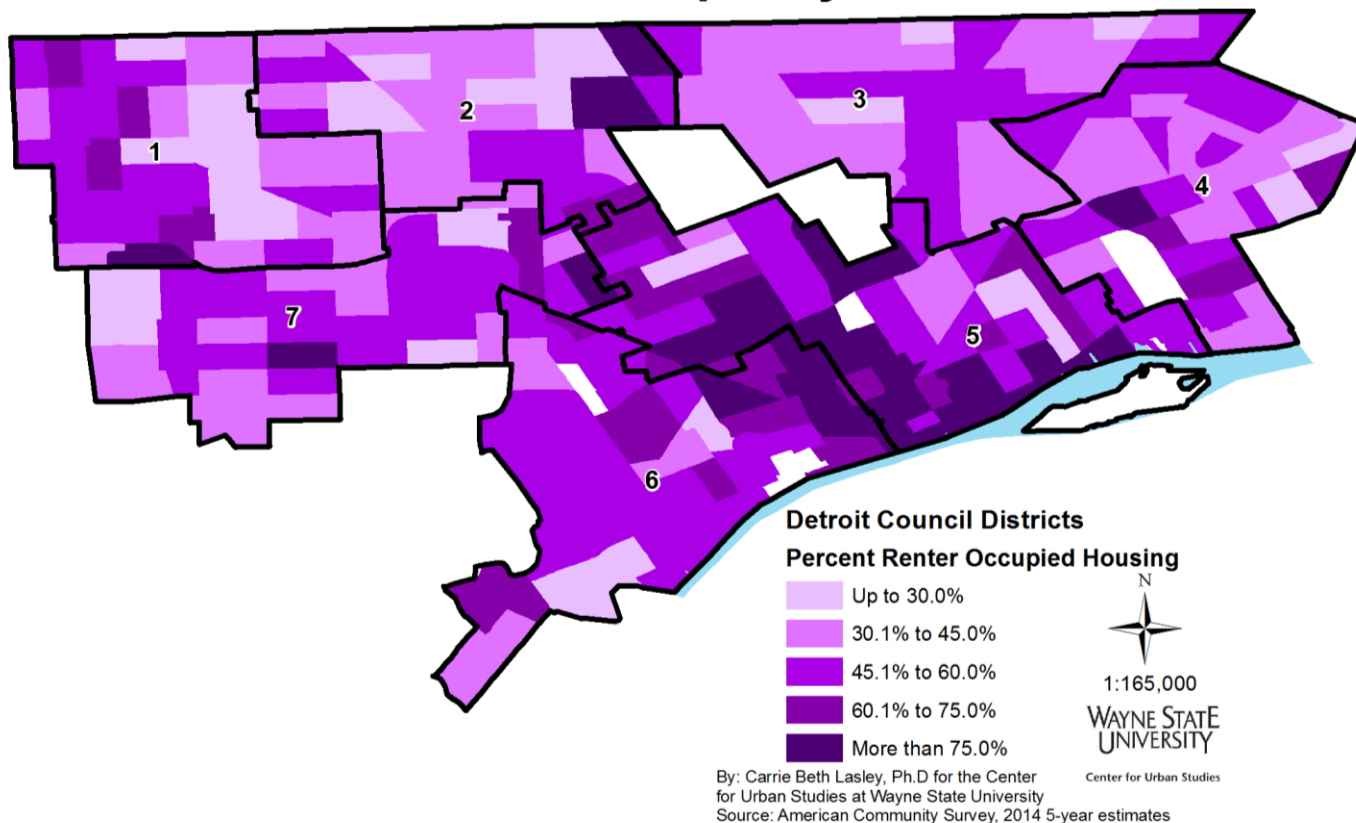 2
3
1
4
7
5
6
Detroit Council Districts
Percent Renter Occupied Housing
Up to 30.0%
30.1% to 45.0%
45.1% to 60.0%
60.1% to 75.0%
More than 75.0%
N
1:165,000
WAYNE STATE
UNIVERSITY
Center for Urban Studies
By: Carrie Beth Lasley, Ph.D for the Center
for Urban Studies at Wayne State University
Source: American Community Survey, 2014 5-year estimates